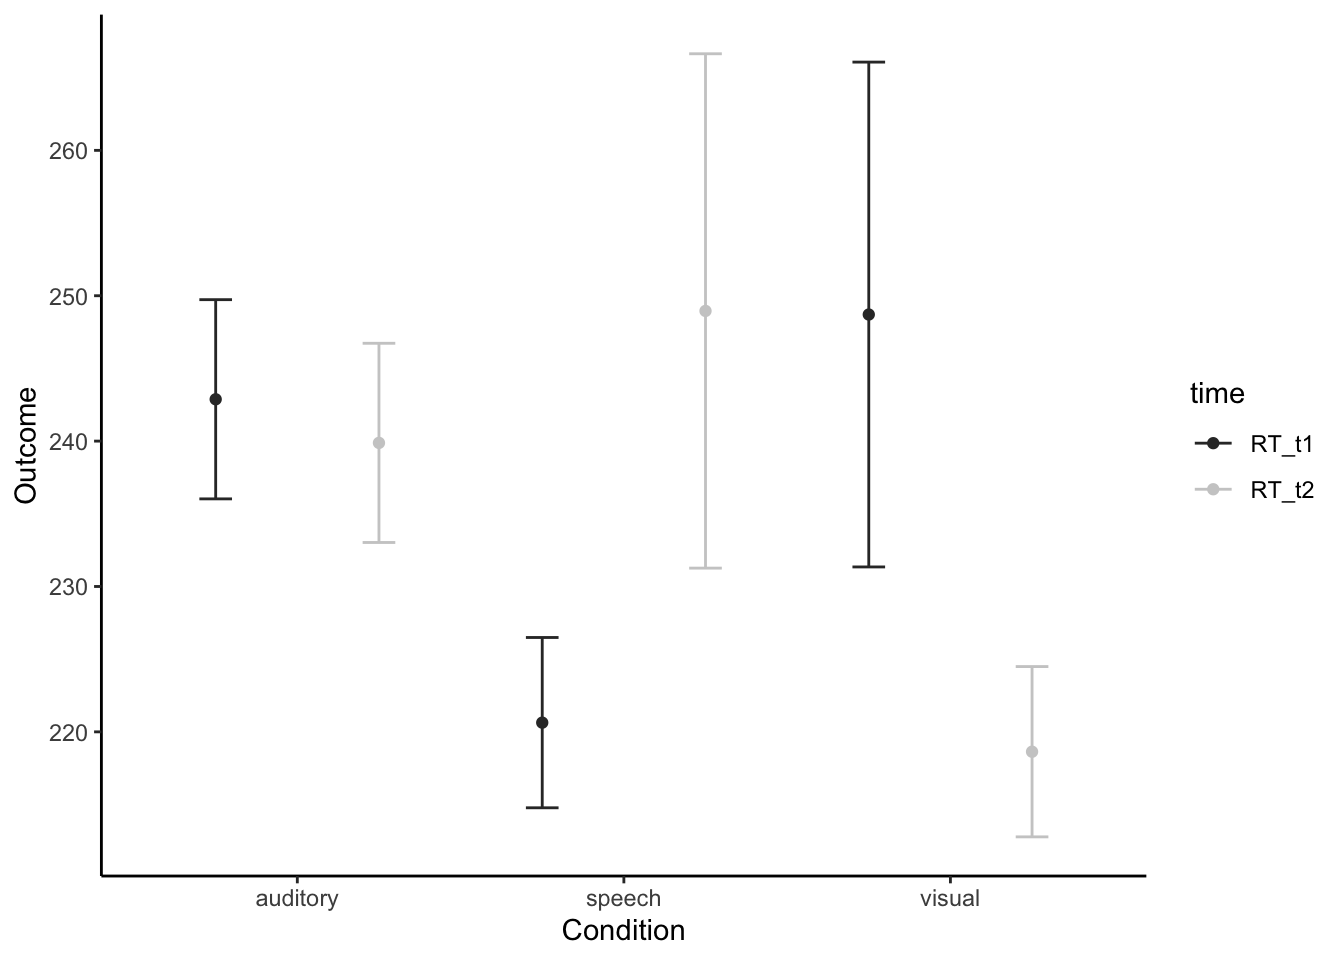 260
250
240
230
220
Outcome
auditory
speech
visual
Condition
time
RT_t1
RT_t2